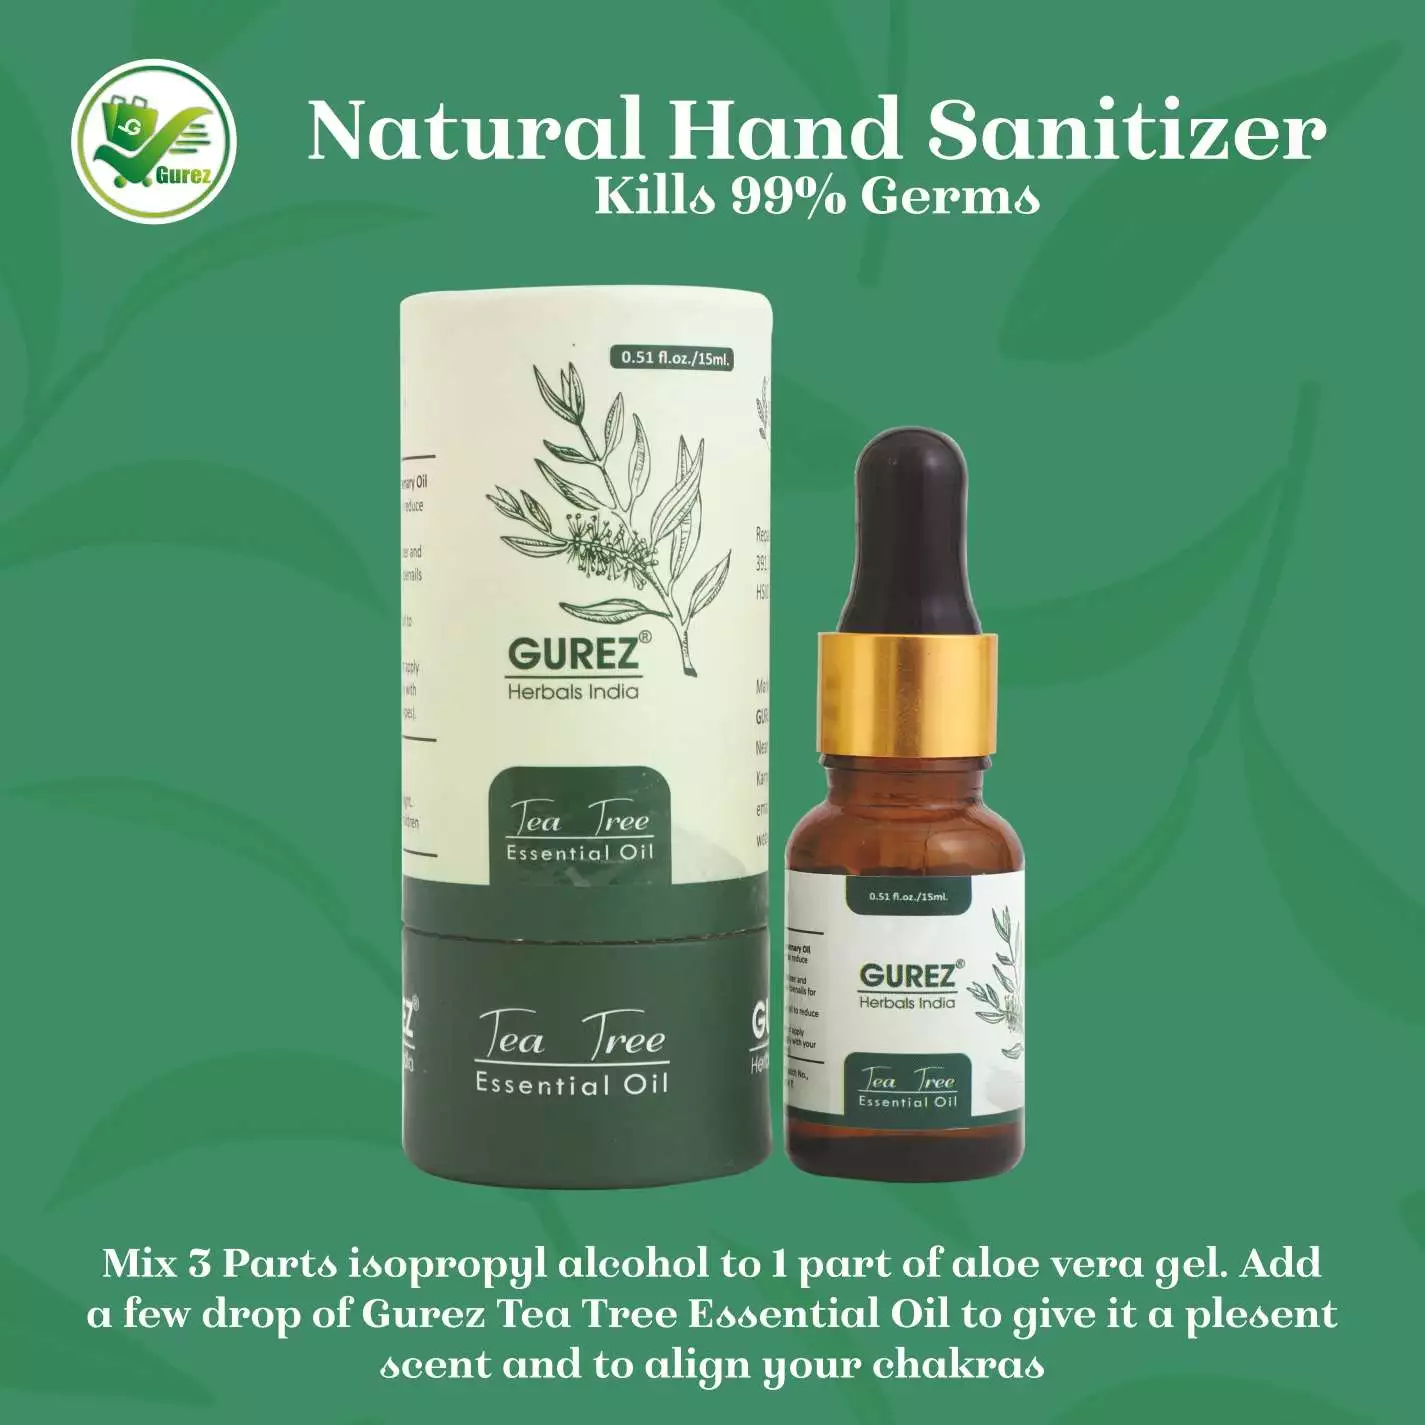 G
Gurez
Natural Hand Sanitizer
Kills 99% Germs
0.51 fl.oz./15ml.
GUREZ®
Herbals India
Tea Tree
Essential Oil
Tea Tree
Essential Oil
0.51 fl.oz./15ml.
GUREZ®
Herbals India
Tea Tree
Essential Oil
Mix 3 Parts isopropyl alcohol to 1 part of aloe vera gel. Add
a few drop of Gurez Tea Tree Essential Oil to give it a plesent
scent and to align your chakras